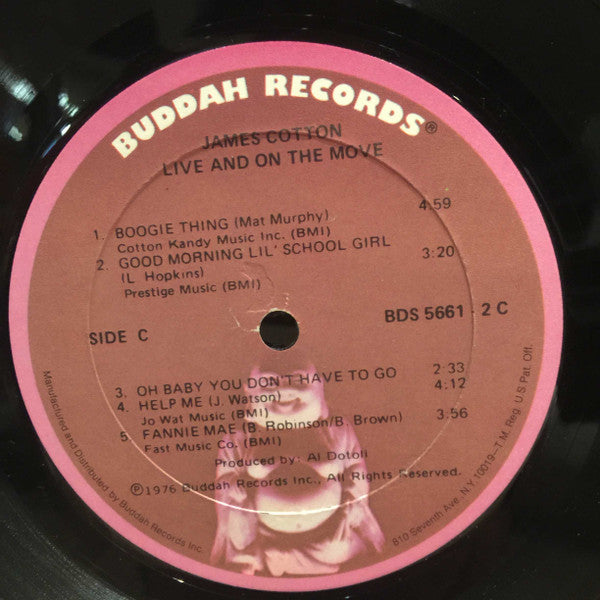 BUDDAH RECORDS®
JAMES COTTON
LIVE AND ON THE MOVE
1. BOOGIE THING (Mat Murphy) 4:59
Cotton Kandy Music Inc. (BMI)
2. GOOD MORNING LIL' SCHOOL GIRL 3:20
(L. Hopkins)
Prestige Music (BMI)
SIDE C
BDS 5661-2 C
3. OH BABY YOU DON'T HAVE TO GO 2:33
4. HELP ME (J. Watson) 4:12
Jo Wat Music (BMI)
5. FANNIE MAE (B. Robinson/B. Brown) 3:56
Fast Music Co. (BMI)
Produced by: Al Dotoli
℗1976 Buddah Records Inc., All Rights Reserved.
Manufactured and Distributed by Buddah Records Inc. 810 Seventh Ave. N.Y. 10019—T.M. Reg. U.S. Pat. Off.